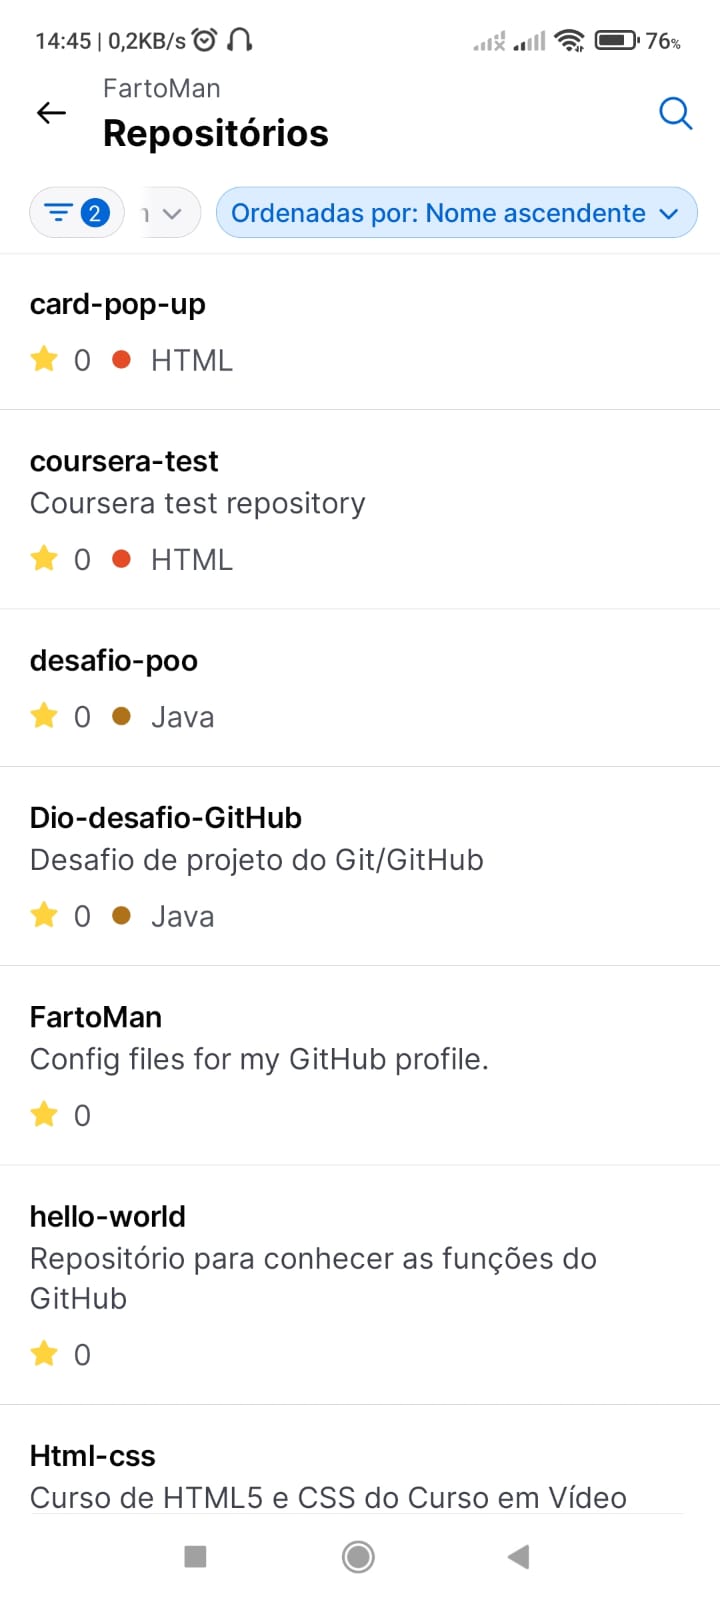 14:45 | 0,2KB/s 76%
FartoMan
Repositórios
2 Ordenadas por: Nome ascendente
card-pop-up
0 HTML
coursera-test
Coursera test repository
0 HTML
desafio-poo
0 Java
Dio-desafio-GitHub
Desafio de projeto do Git/GitHub
0 Java
FartoMan
Config files for my GitHub profile.
0
hello-world
Repositório para conhecer as funções do
GitHub
0
Html-css
Curso de HTML5 e CSS do Curso em Vídeo